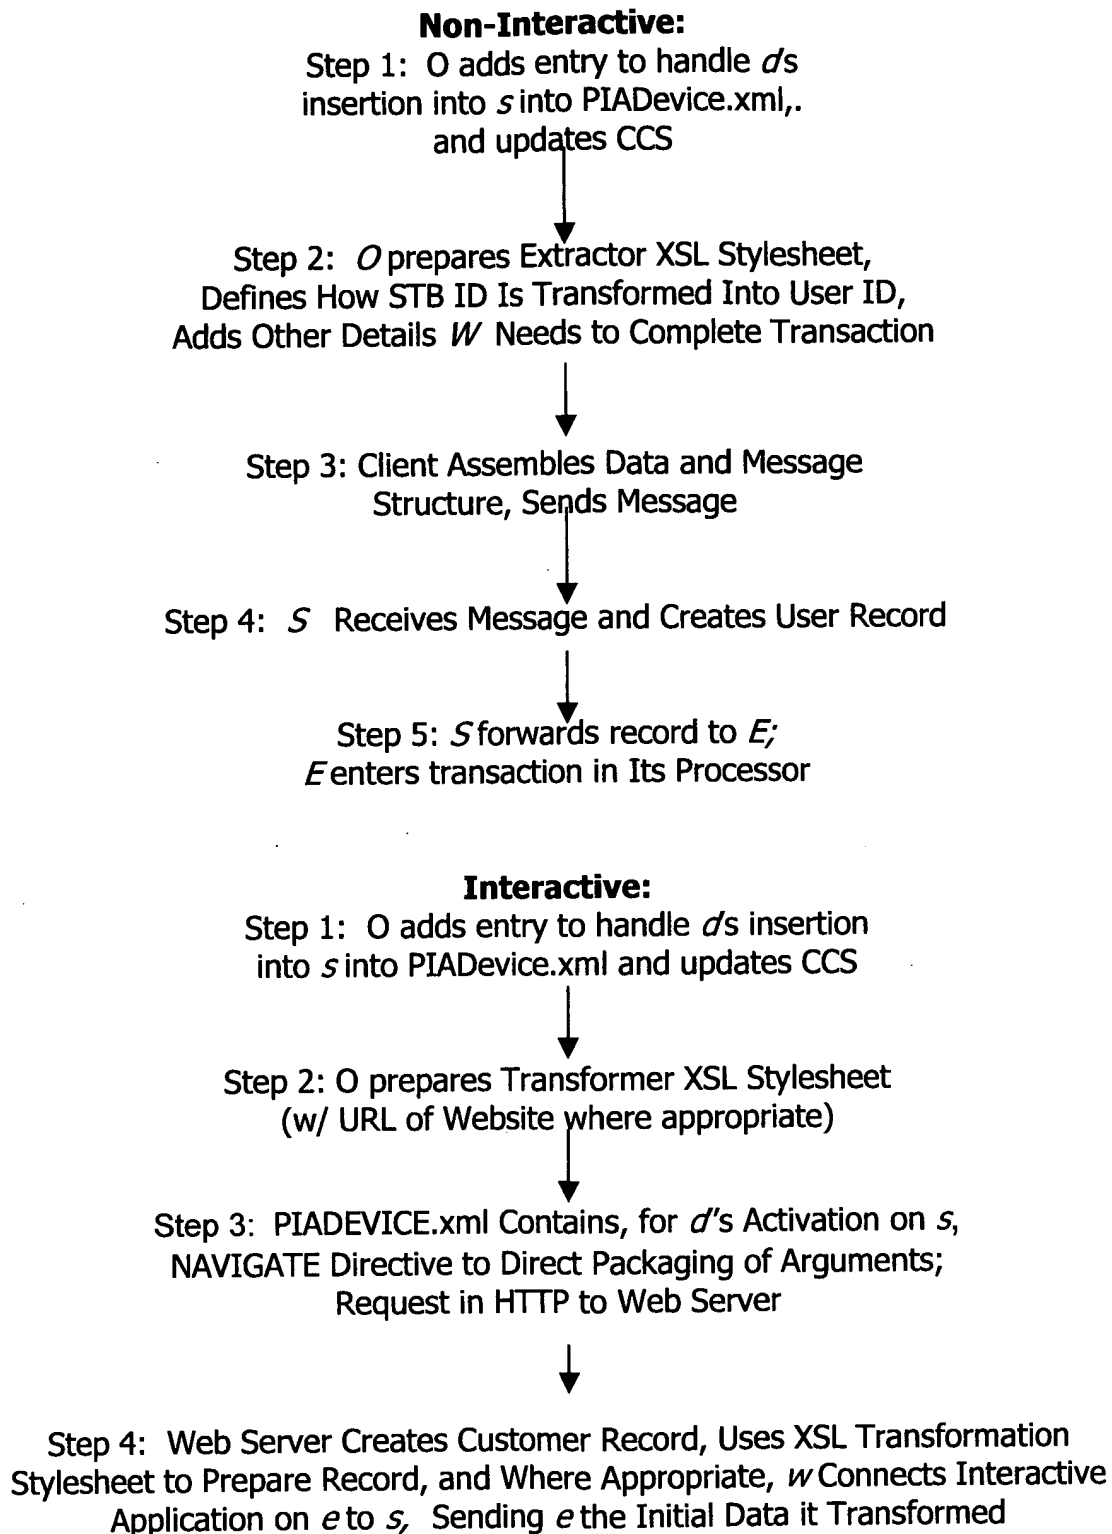 Non-Interactive:
Step 1: O adds entry to handle ds
insertion into s into PIADevice.xml,.
and updates CCS
Step 2: O prepares Extractor XSL Stylesheet,
Defines How STB ID Is Transformed Into User ID,
Adds Other Details W Needs to Complete Transaction
Step 3: Client Assembles Data and Message
Structure, Sends Message
Step 4: S Receives Message and Creates User Record
Step 5: S forwards record to E;
E enters transaction in Its Processor
Interactive:
Step 1: O adds entry to handle ds insertion
into s into PIADevice.xml and updates CCS
Step 2: O prepares Transformer XSL Stylesheet
(w/ URL of Website where appropriate)
Step 3: PIADEVICE.xml Contains, for d's Activation on s,
NAVIGATE Directive to Direct Packaging of Arguments;
Request in HTTP to Web Server
Step 4: Web Server Creates Customer Record, Uses XSL Transformation
Stylesheet to Prepare Record, and Where Appropriate, w Connects Interactive
Application on e to s, Sending e the Initial Data it Transformed